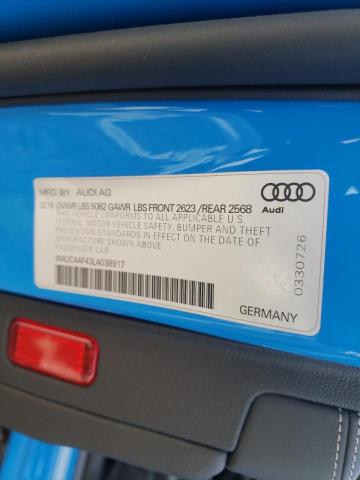 MFD. BY AUDI AG
12 19 GVWR LBS 5082 GAWR LBS FRONT 2623 / REAR 2568
THIS VEHICLE CONFORMS TO ALL APPLICABLE U.S.
FEDERAL MOTOR VEHICLE SAFETY, BUMPER AND THEFT
PREVENTION STANDARDS IN EFFECT ON THE DATE OF
MANUFACTURE SHOWN ABOVE
PASSENGER CAR
WAUC4AF43LA038917
Audi
0330726
GERMANY